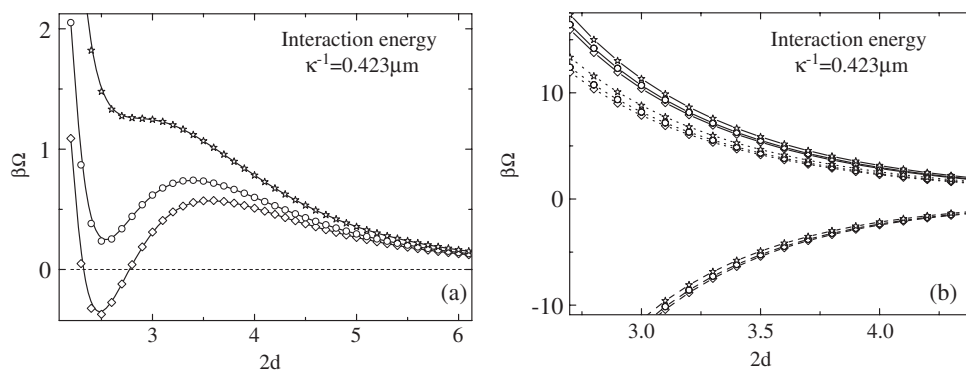 Interaction energy
κ⁻¹=0.423μm
2
1
0
βΩ
3
4
5
6
2d
(a)
Interaction energy
κ⁻¹=0.423μm
10
0
-10
βΩ
3.0
3.5
4.0
2d
(b)